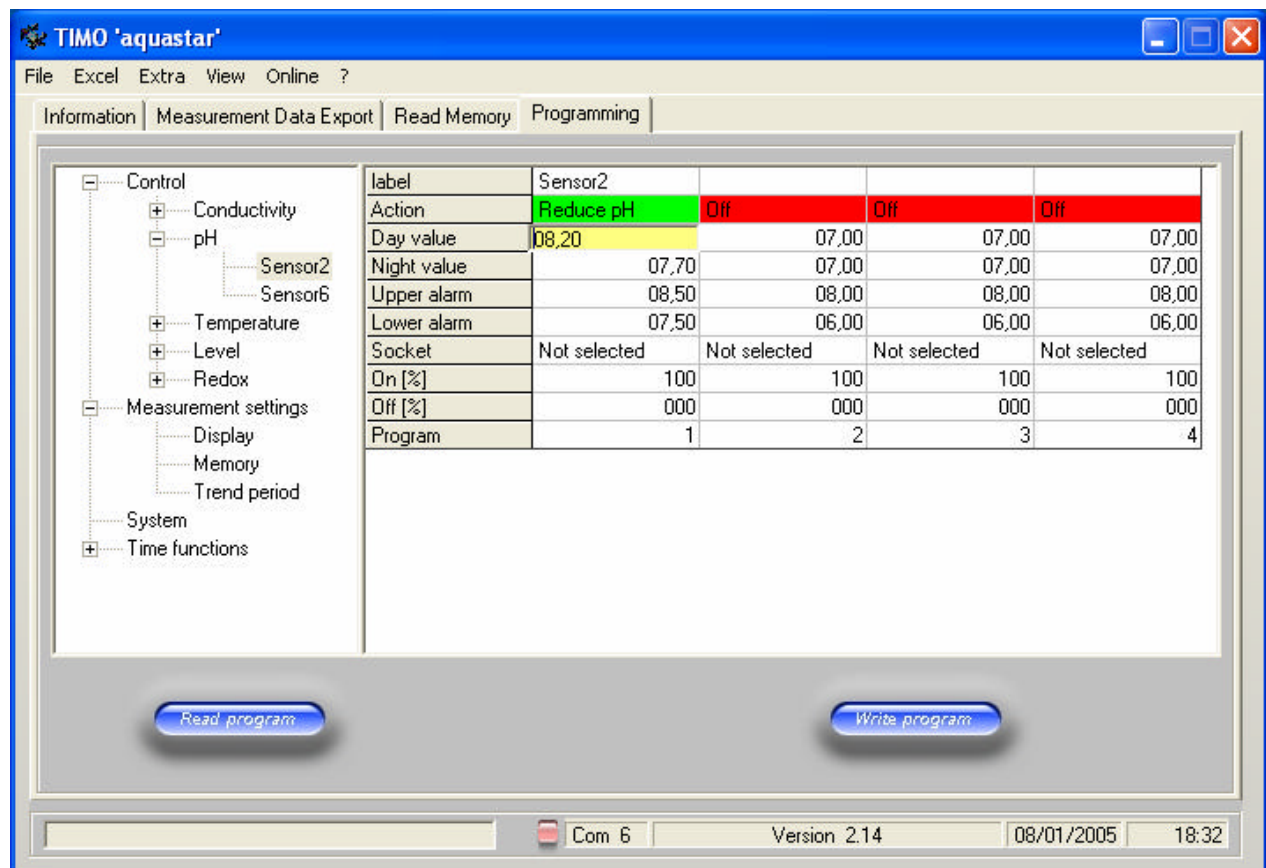 TIMO 'aquastar'
File Excel Extra View Online ?
Information Measurement Data Export Read Memory Programming
Control
Conductivity
pH
Sensor2
Sensor6
Temperature
Level
Redox
Measurement settings
Display
Memory
Trend period
System
Time functions
label Sensor2
Action Reduce pH Off Off Off
Day value 08,20 07,00 07,00 07,00
Night value 07,70 07,00 07,00 07,00
Upper alarm 08,50 08,00 08,00 08,00
Lower alarm 07,50 06,00 06,00 06,00
Socket Not selected Not selected Not selected Not selected
On [%] 100 100 100 100
Off [%] 000 000 000 000
Program 1 2 3 4
Read program Write program
Com 6 Version 2.14 08/01/2005 18:32